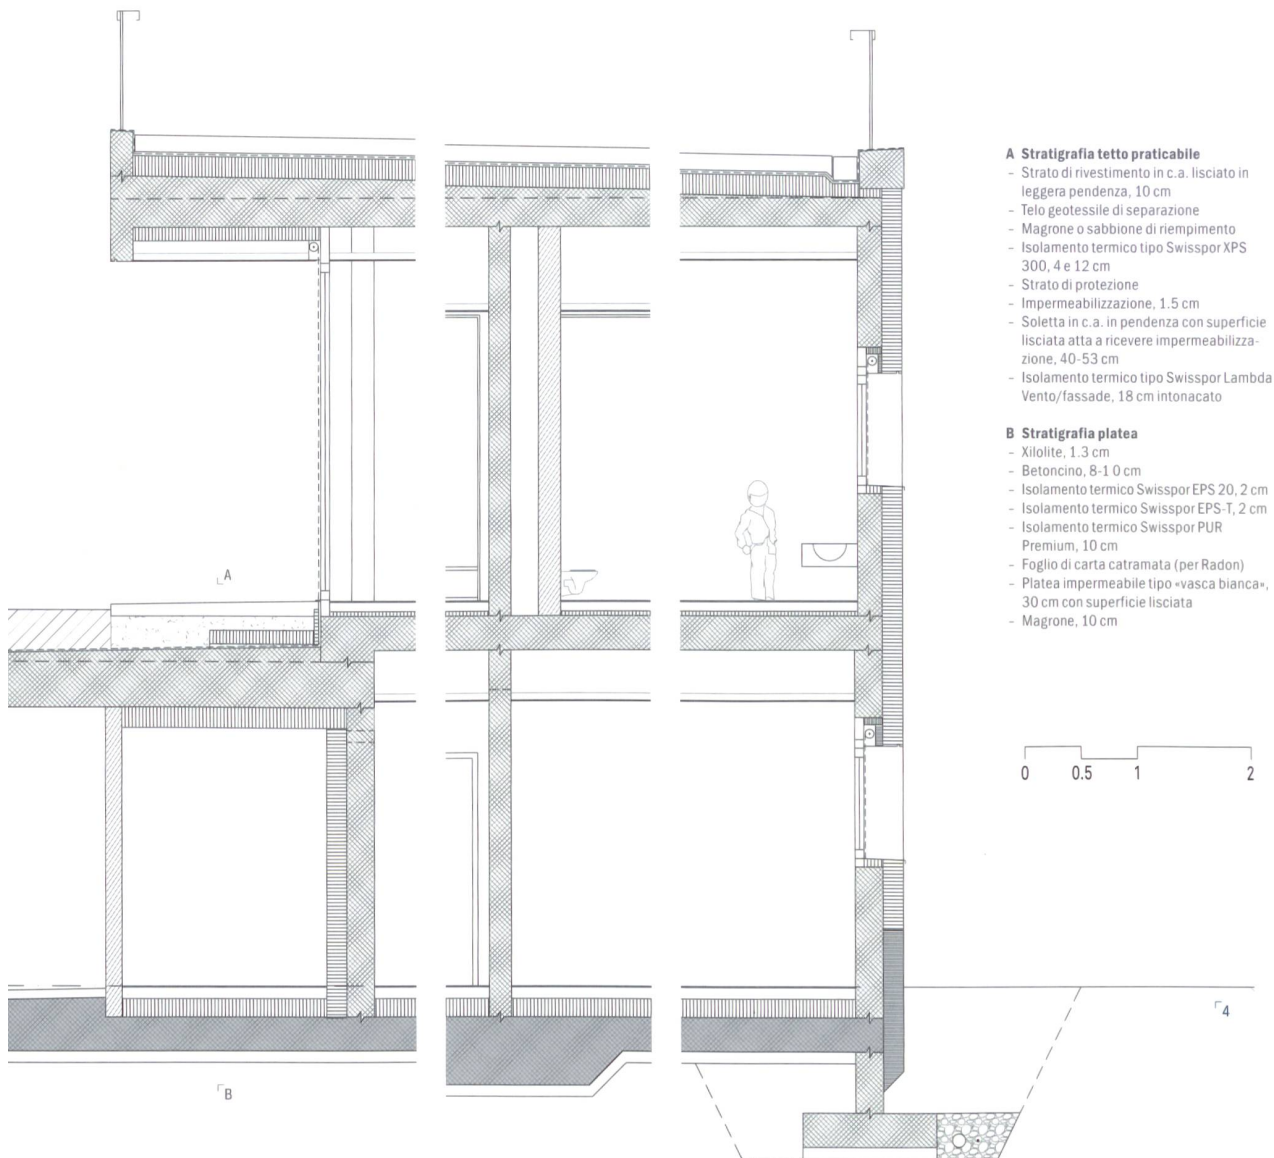 A Stratigrafia tetto praticabile
- Strato di rivestimento in c.a. lisciato in
leggera pendenza, 10 cm
- Telo geotessile di separazione
- Magrone o sabbione di riempimento
- Isolamento termico tipo Swisspor XPS
300, 4 e 12 cm
- Strato di protezione
- Impermeabilizzazione, 1.5 cm
- Soletta in c.a. in pendenza con superficie
lisciata atta a ricevere impermeabilizza-
zione, 40-53 cm
- Isolamento termico tipo Swisspor Lambda
Vento/fassade, 18 cm intonacato
B Stratigrafia platea
- Xilolite, 1.3 cm
- Betoncino, 8-1 0 cm
- Isolamento termico Swisspor EPS 20, 2 cm
- Isolamento termico Swisspor EPS-T, 2 cm
- Isolamento termico Swisspor PUR
Premium, 10 cm
- Foglio di carta catramata (per Radon)
- Platea impermeabile tipo «vasca bianca»,
30 cm con superficie lisciata
- Magrone, 10 cm
A
0 0.5 1 2
4
B